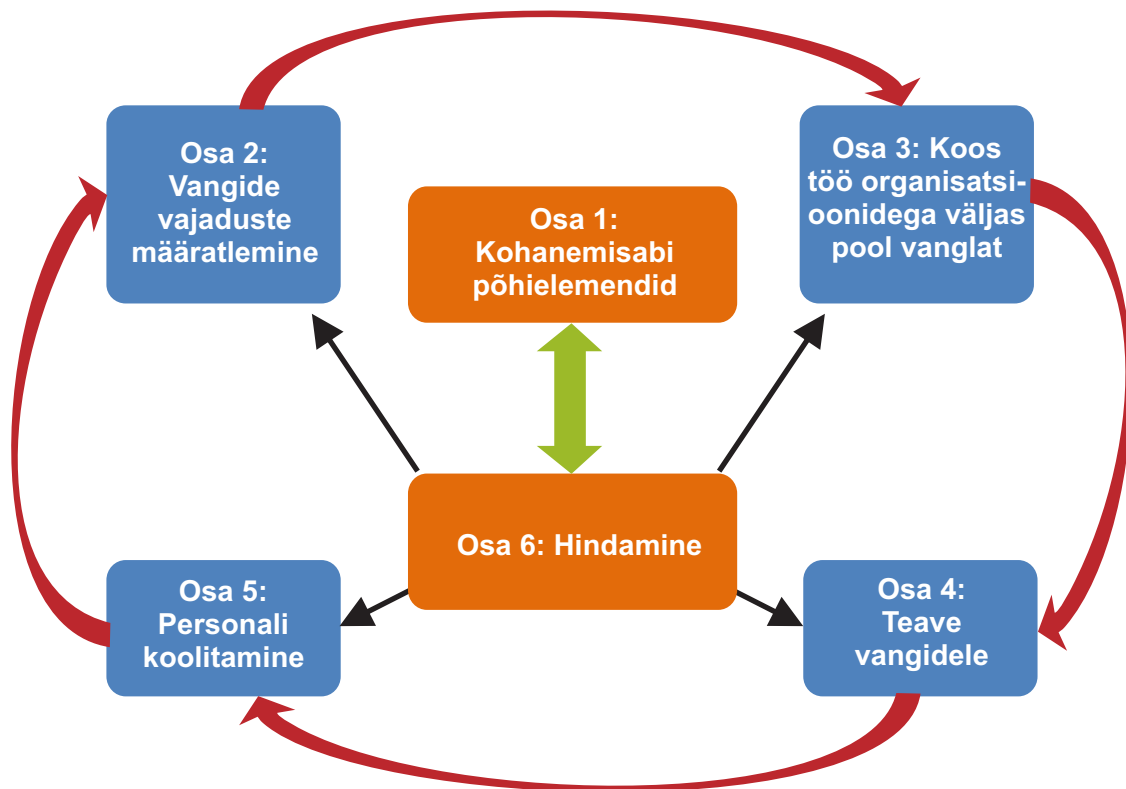 Osa 2:
Vangide
vajaduste
määratlemine
Osa 1:
Kohanemisabi
põhielemendid
Osa 3: Koos
töö organisatsi-
oonidega väljas
pool vanglat
Osa 6: Hindamine
Osa 5:
Personali
koolitamine
Osa 4:
Teave
vangidele